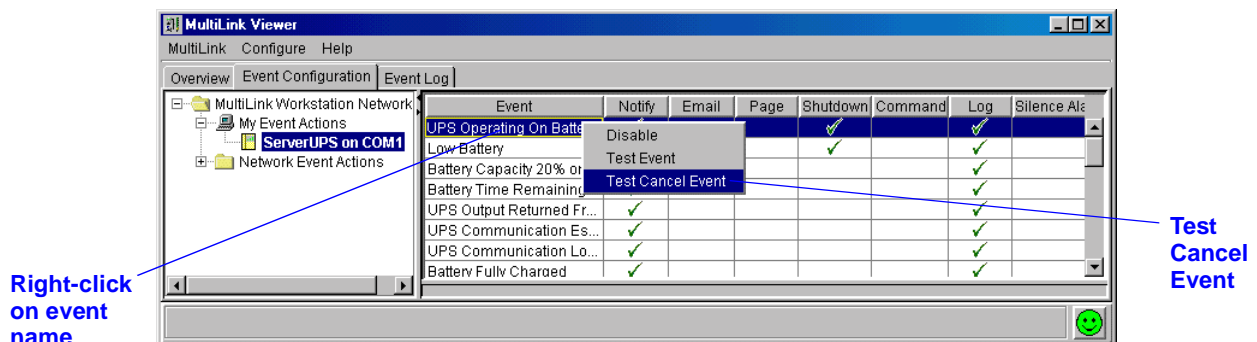 MultiLink Viewer
MultiLink Configure Help
Overview Event Configuration Event Log
MultiLink Workstation Network
My Event Actions
ServerUPS on COM1
Network Event Actions
Event Notify Email Page Shutdown Command Log Silence Ala
UPS Operating On Batte
Low Battery
Battery Capacity 20% or
Battery Time Remaining
UPS Output Returned Fr...
UPS Communication Es...
UPS Communication Lo...
Battery Fully Charged
Disable
Test Event
Test Cancel Event
Right-click
on event
name
Test
Cancel
Event